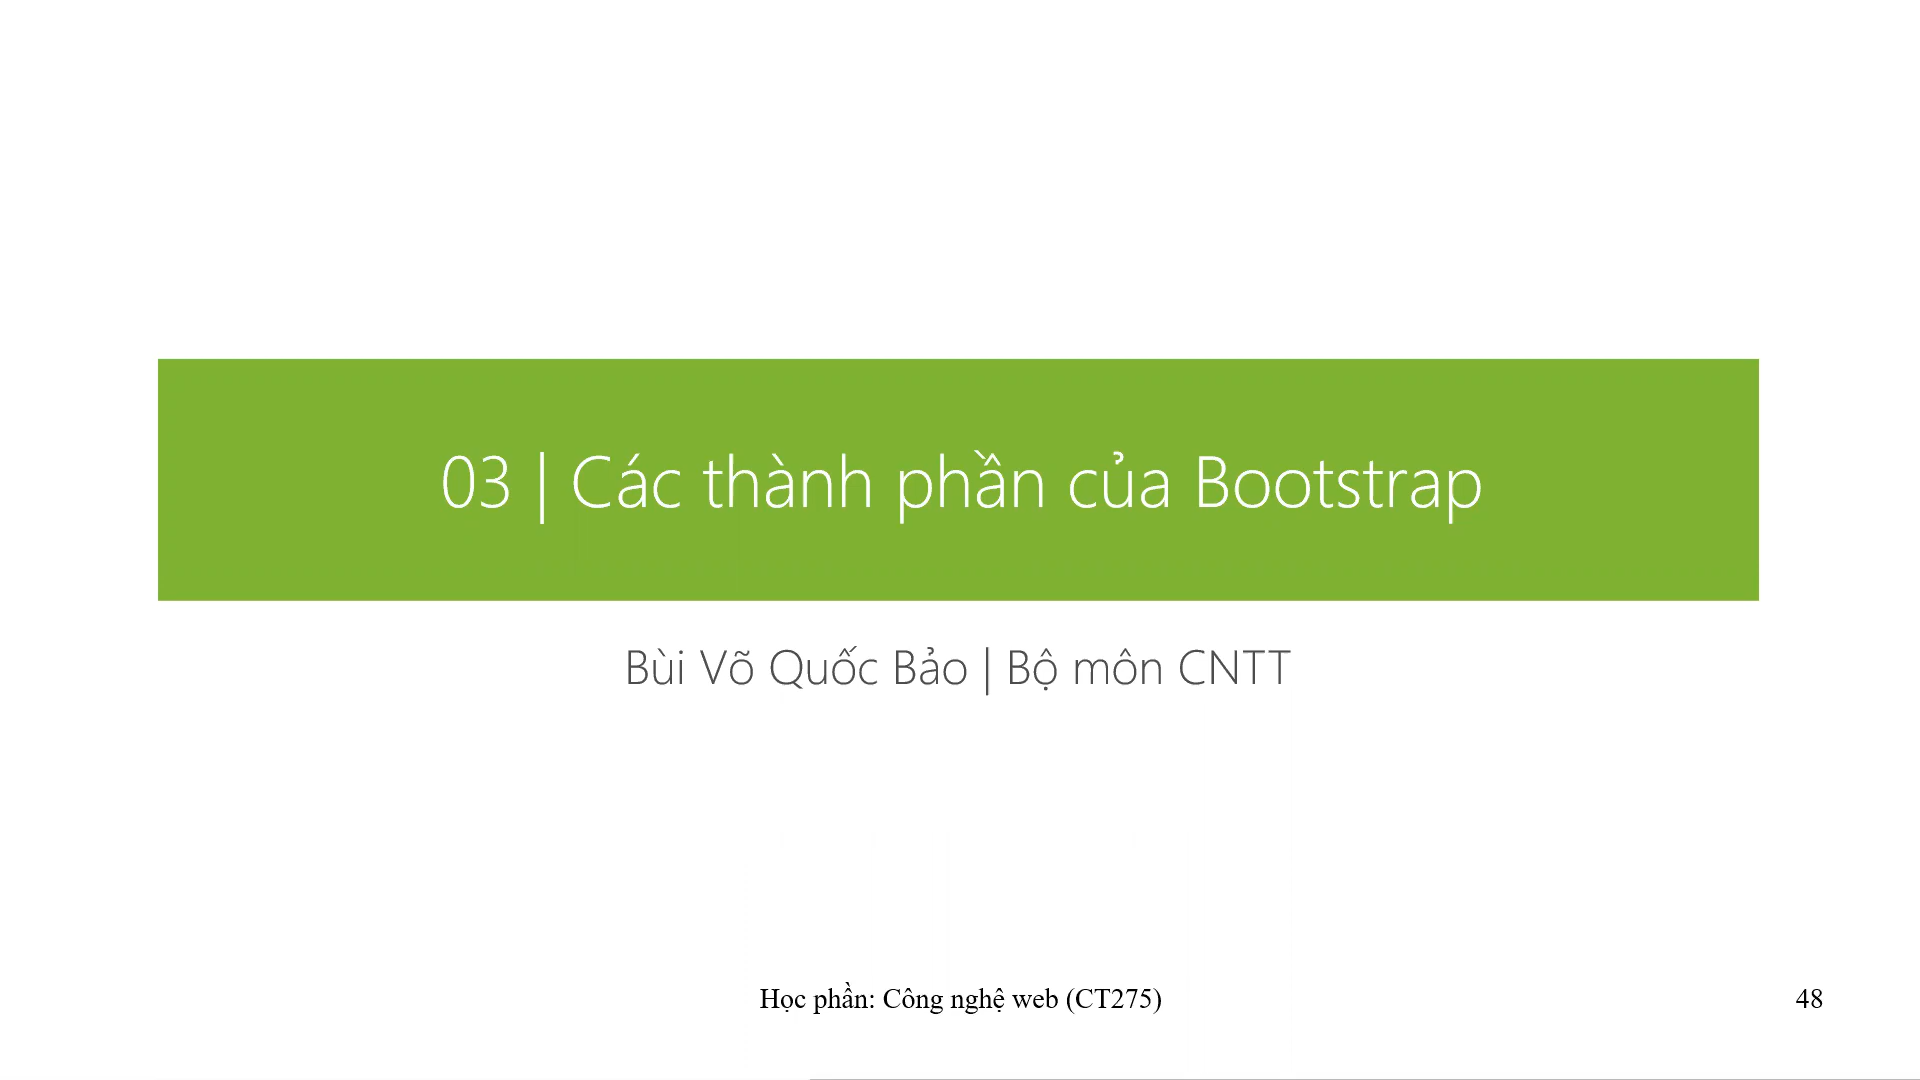 03 | Các thành phần của Bootstrap
Bùi Võ Quốc Bảo | Bộ môn CNTT
Học phần: Công nghệ web (CT275)
48